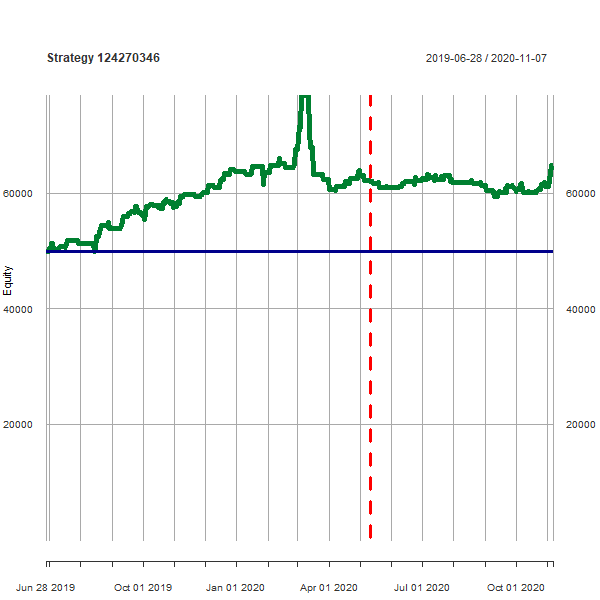 Strategy 124270346
2019-06-28 / 2020-11-07
60000
60000
Equity
40000
40000
20000
20000
Jun 28 2019
Oct 01 2019
Jan 01 2020
Apr 01 2020
Jul 01 2020
Oct 01 2020